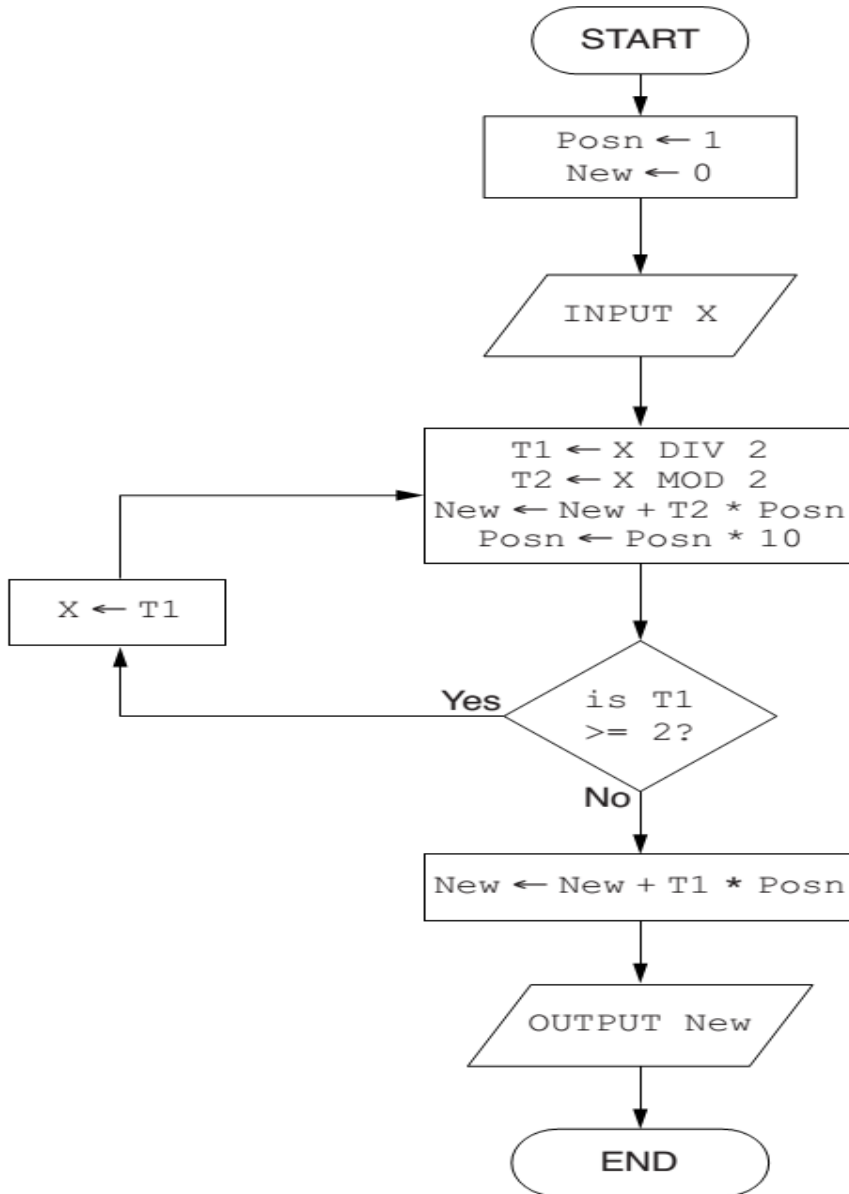 START
Posn ← 1
New ← 0
INPUT X
T1 ← X DIV 2
T2 ← X MOD 2
New ← New + T2 * Posn
Posn ← Posn * 10
X ← T1
Yes
is T1
>= 2?
No
New ← New + T1 * Posn
OUTPUT New
END